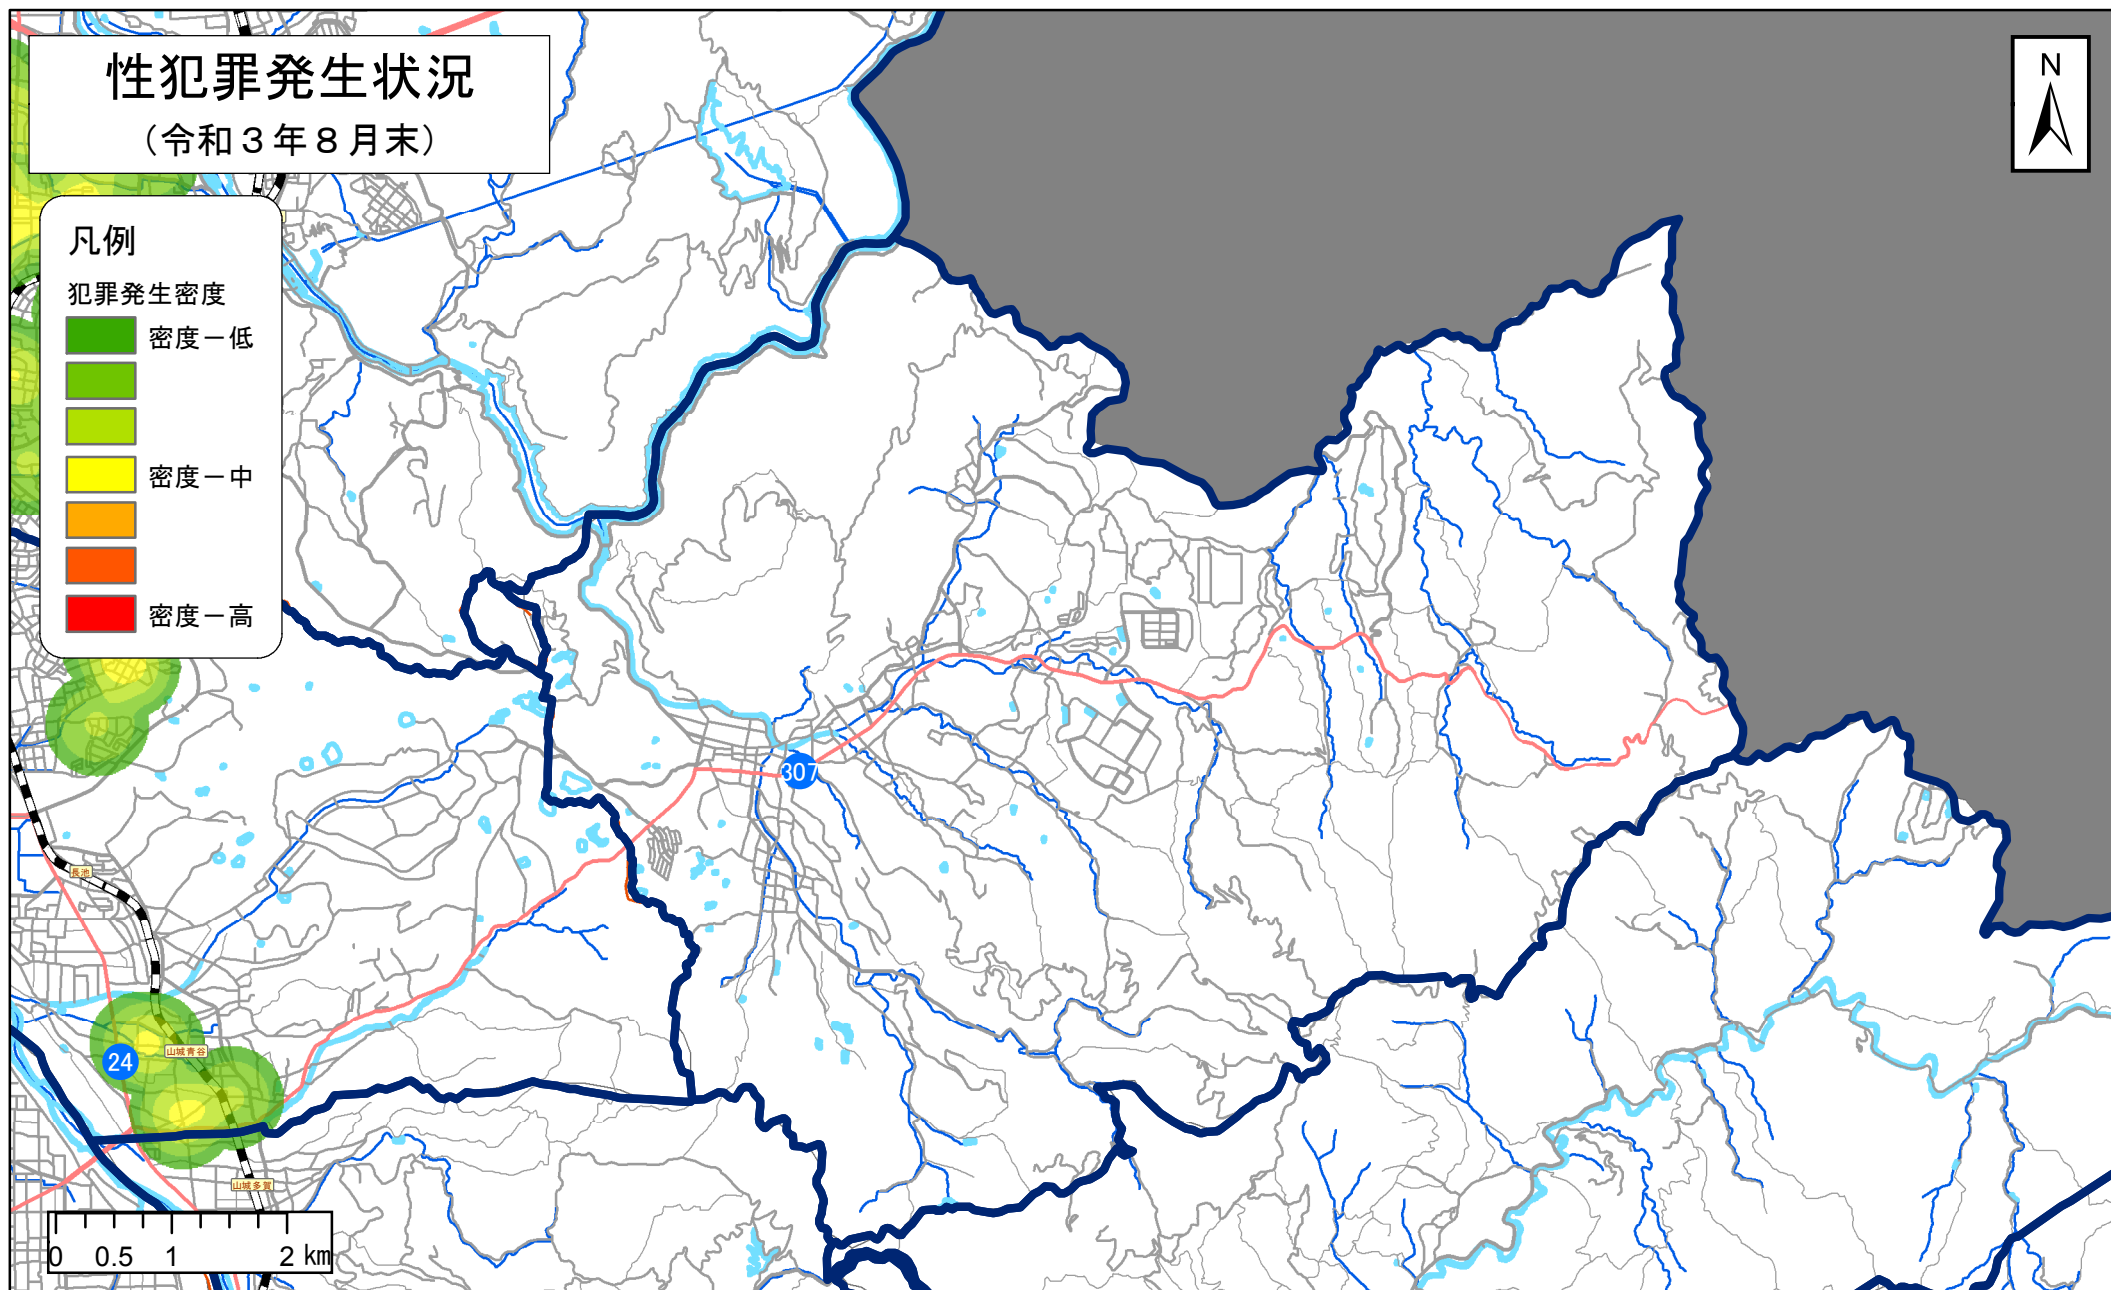 性犯罪発生状況
（令和３年８月末）
N
凡例
犯罪発生密度
密度－低
密度－中
密度－高
307
長池
山城青谷
24
山城多賀
0 0.5 1 2 km